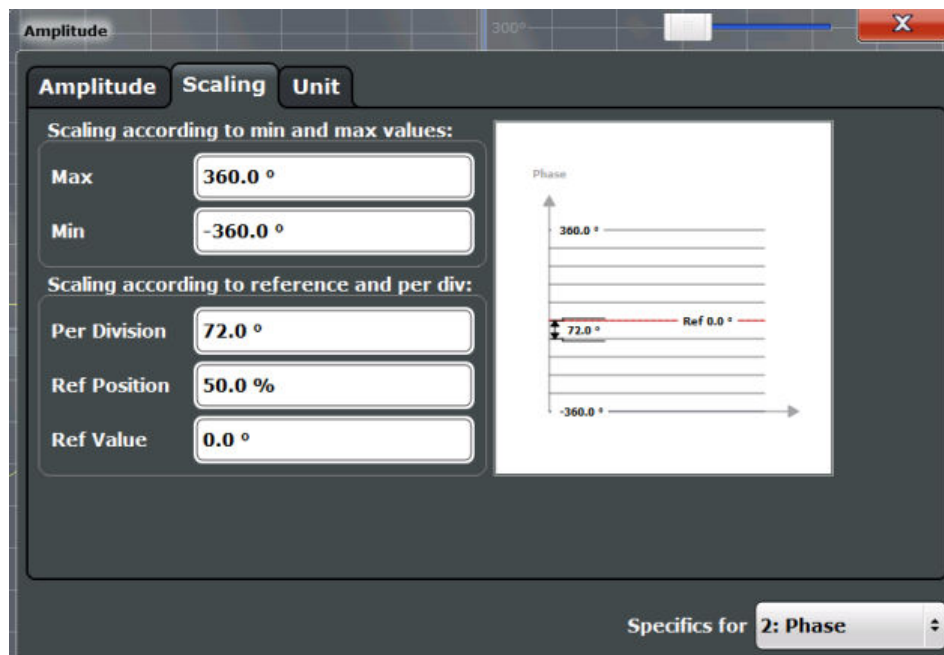 Amplitude
300°
X
Amplitude Scaling Unit
Scaling according to min and max values:
Max 360.0 º
Min -360.0 º
Scaling according to reference and per div:
Per Division 72.0 º
Ref Position 50.0 %
Ref Value 0.0 º
Phase
360.0 º
Ref 0.0 º
72.0 º
-360.0 º
Specifics for 2: Phase